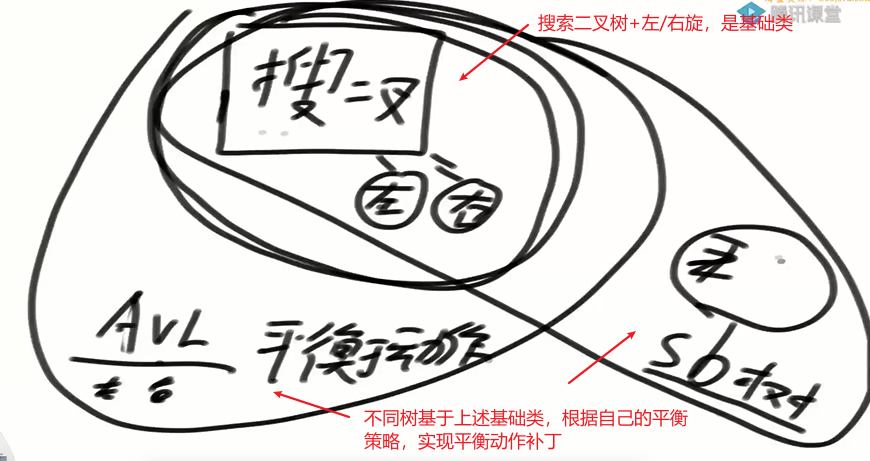 腾讯课堂
搜索二叉树+左/右旋，是基础类
搜二叉
左 右
AVL
平衡动作
sb树
不同树基于上述基础类，根据自己的平衡
策略，实现平衡动作补丁